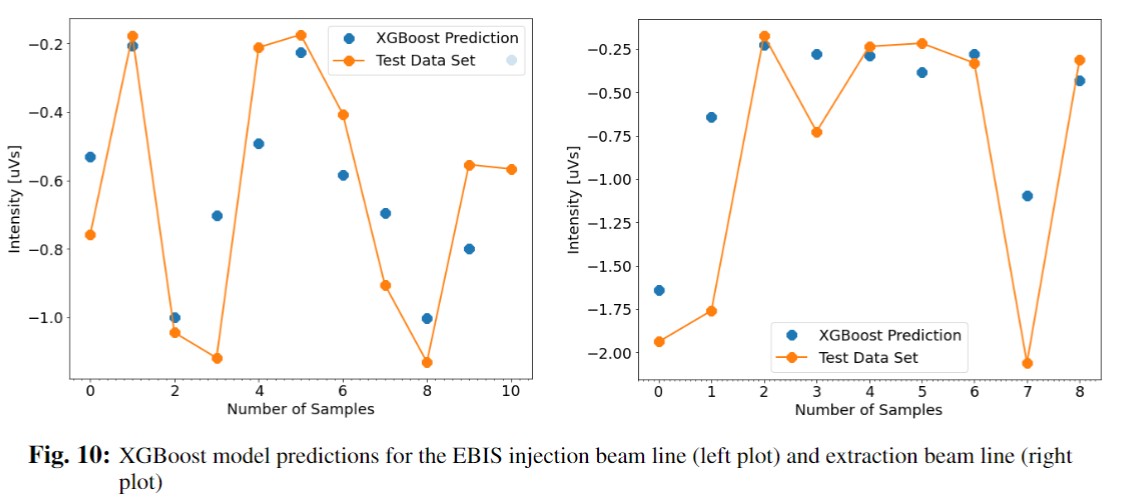 −0.2
−0.4
−0.6
−0.8
−1.0
Intensity [uVs]
0 2 4 6 8 10
Number of Samples
XGBoost Prediction
Test Data Set
−0.25
−0.50
−0.75
−1.00
−1.25
−1.50
−1.75
−2.00
Intensity [uVs]
0 1 2 3 4 5 6 7 8
Number of Samples
XGBoost Prediction
Test Data Set
Fig. 10: XGBoost model predictions for the EBIS injection beam line (left plot) and extraction beam line (right
plot)